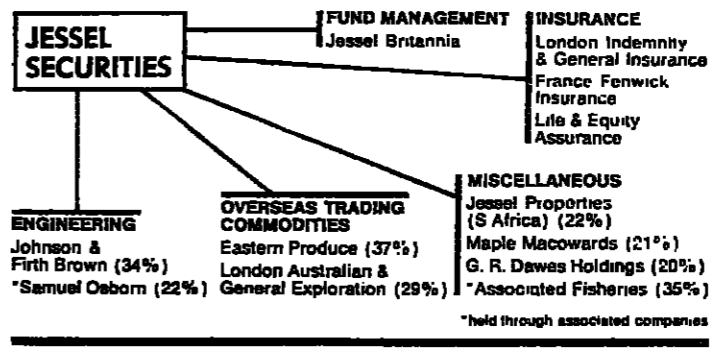 JESSEL
SECURITIES
FUND MANAGEMENT
Jessel Britannia
INSURANCE
London Indemnity
& General Insurance
France Fenwick
Insurance
Life & Equity
Assurance
ENGINEERING
Johnson &
Firth Brown (34%)
*Samuel Osborn (22%)
OVERSEAS TRADING
COMMODITIES
Eastern Produce (37%)
London Australian &
General Exploration (29%)
MISCELLANEOUS
Jessel Properties
(S Africa) (22%)
Maple Macowards (21%)
G. R. Dawes Holdings (20%)
*Associated Fisheries (35%)
*held through associated companies